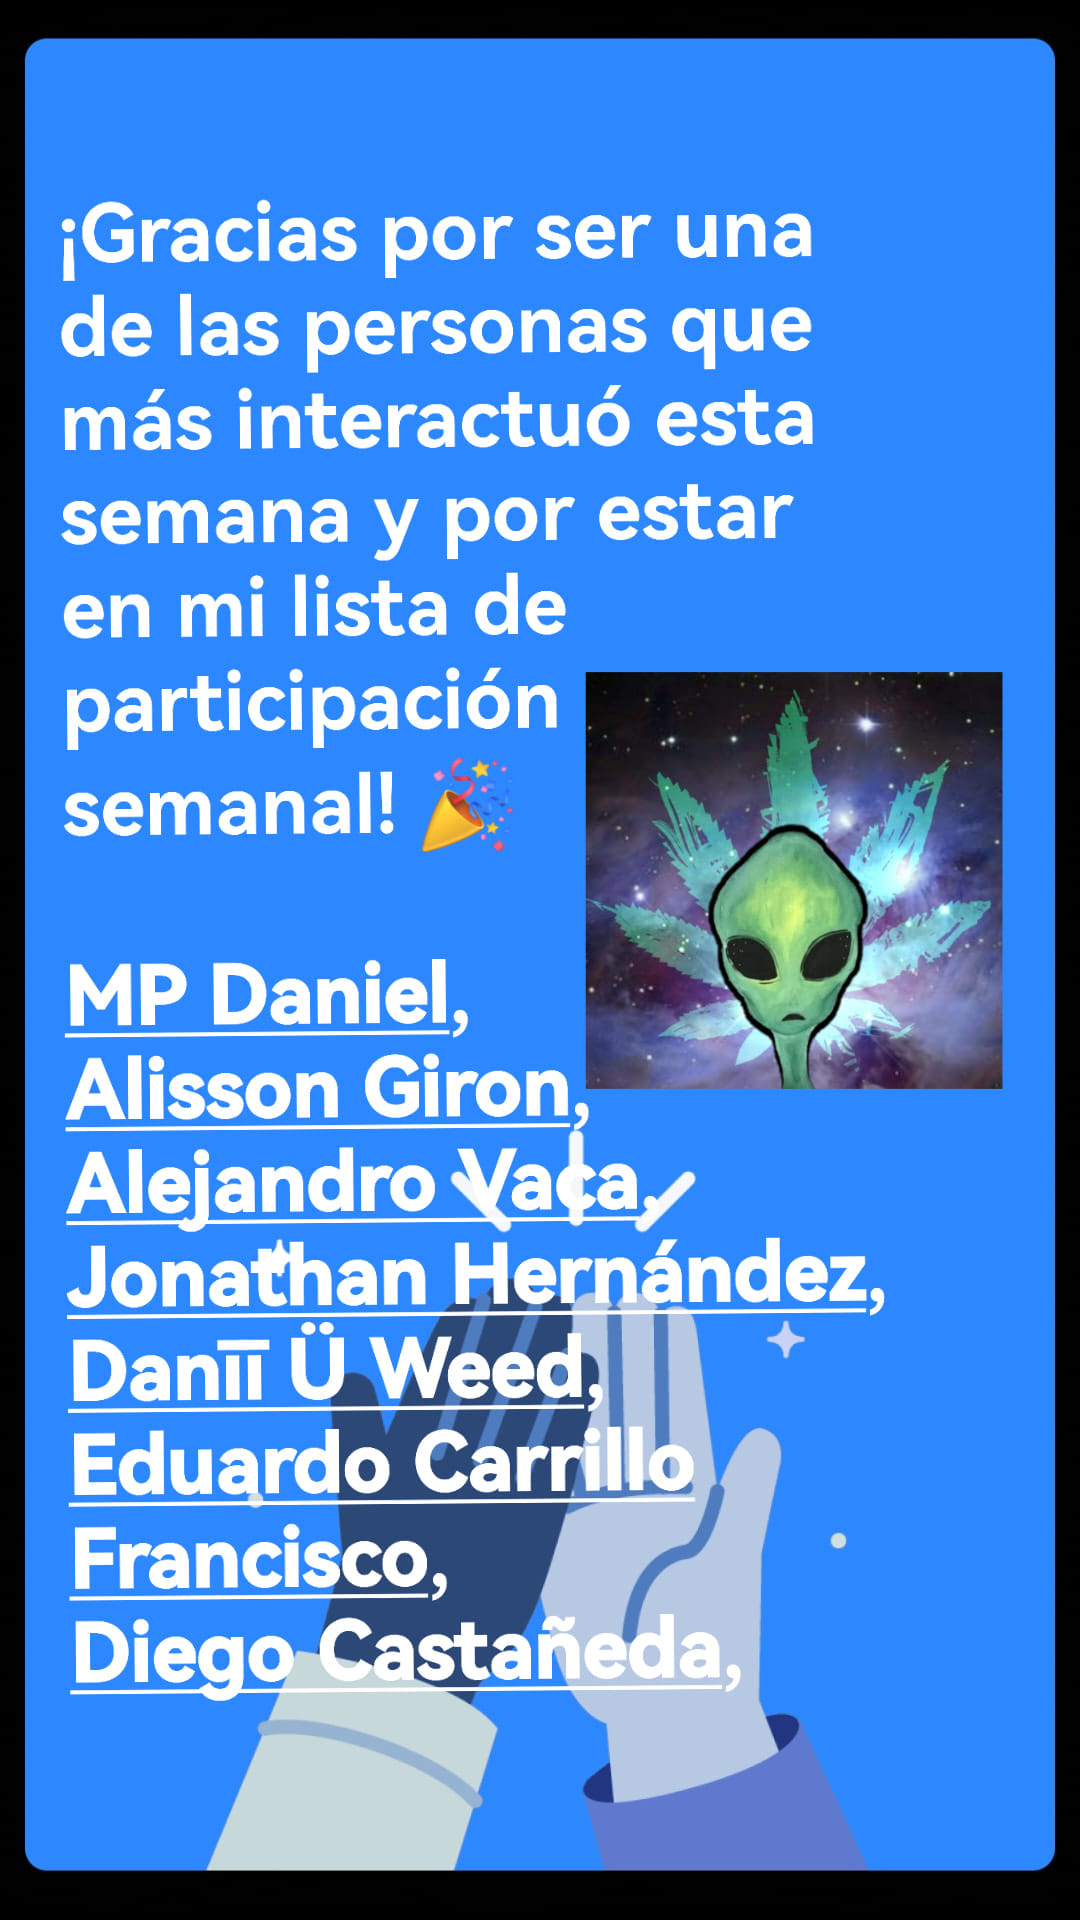 ¡Gracias por ser una
de las personas que
más interactuó esta
semana y por estar
en mi lista de
participación
semanal! 🎉
MP Daniel,
Alisson Giron,
Alejandro Vaca,
Jonathan Hernández,
Danīī Ü Weed,
Eduardo Carrillo
Francisco,
Diego Castañeda,